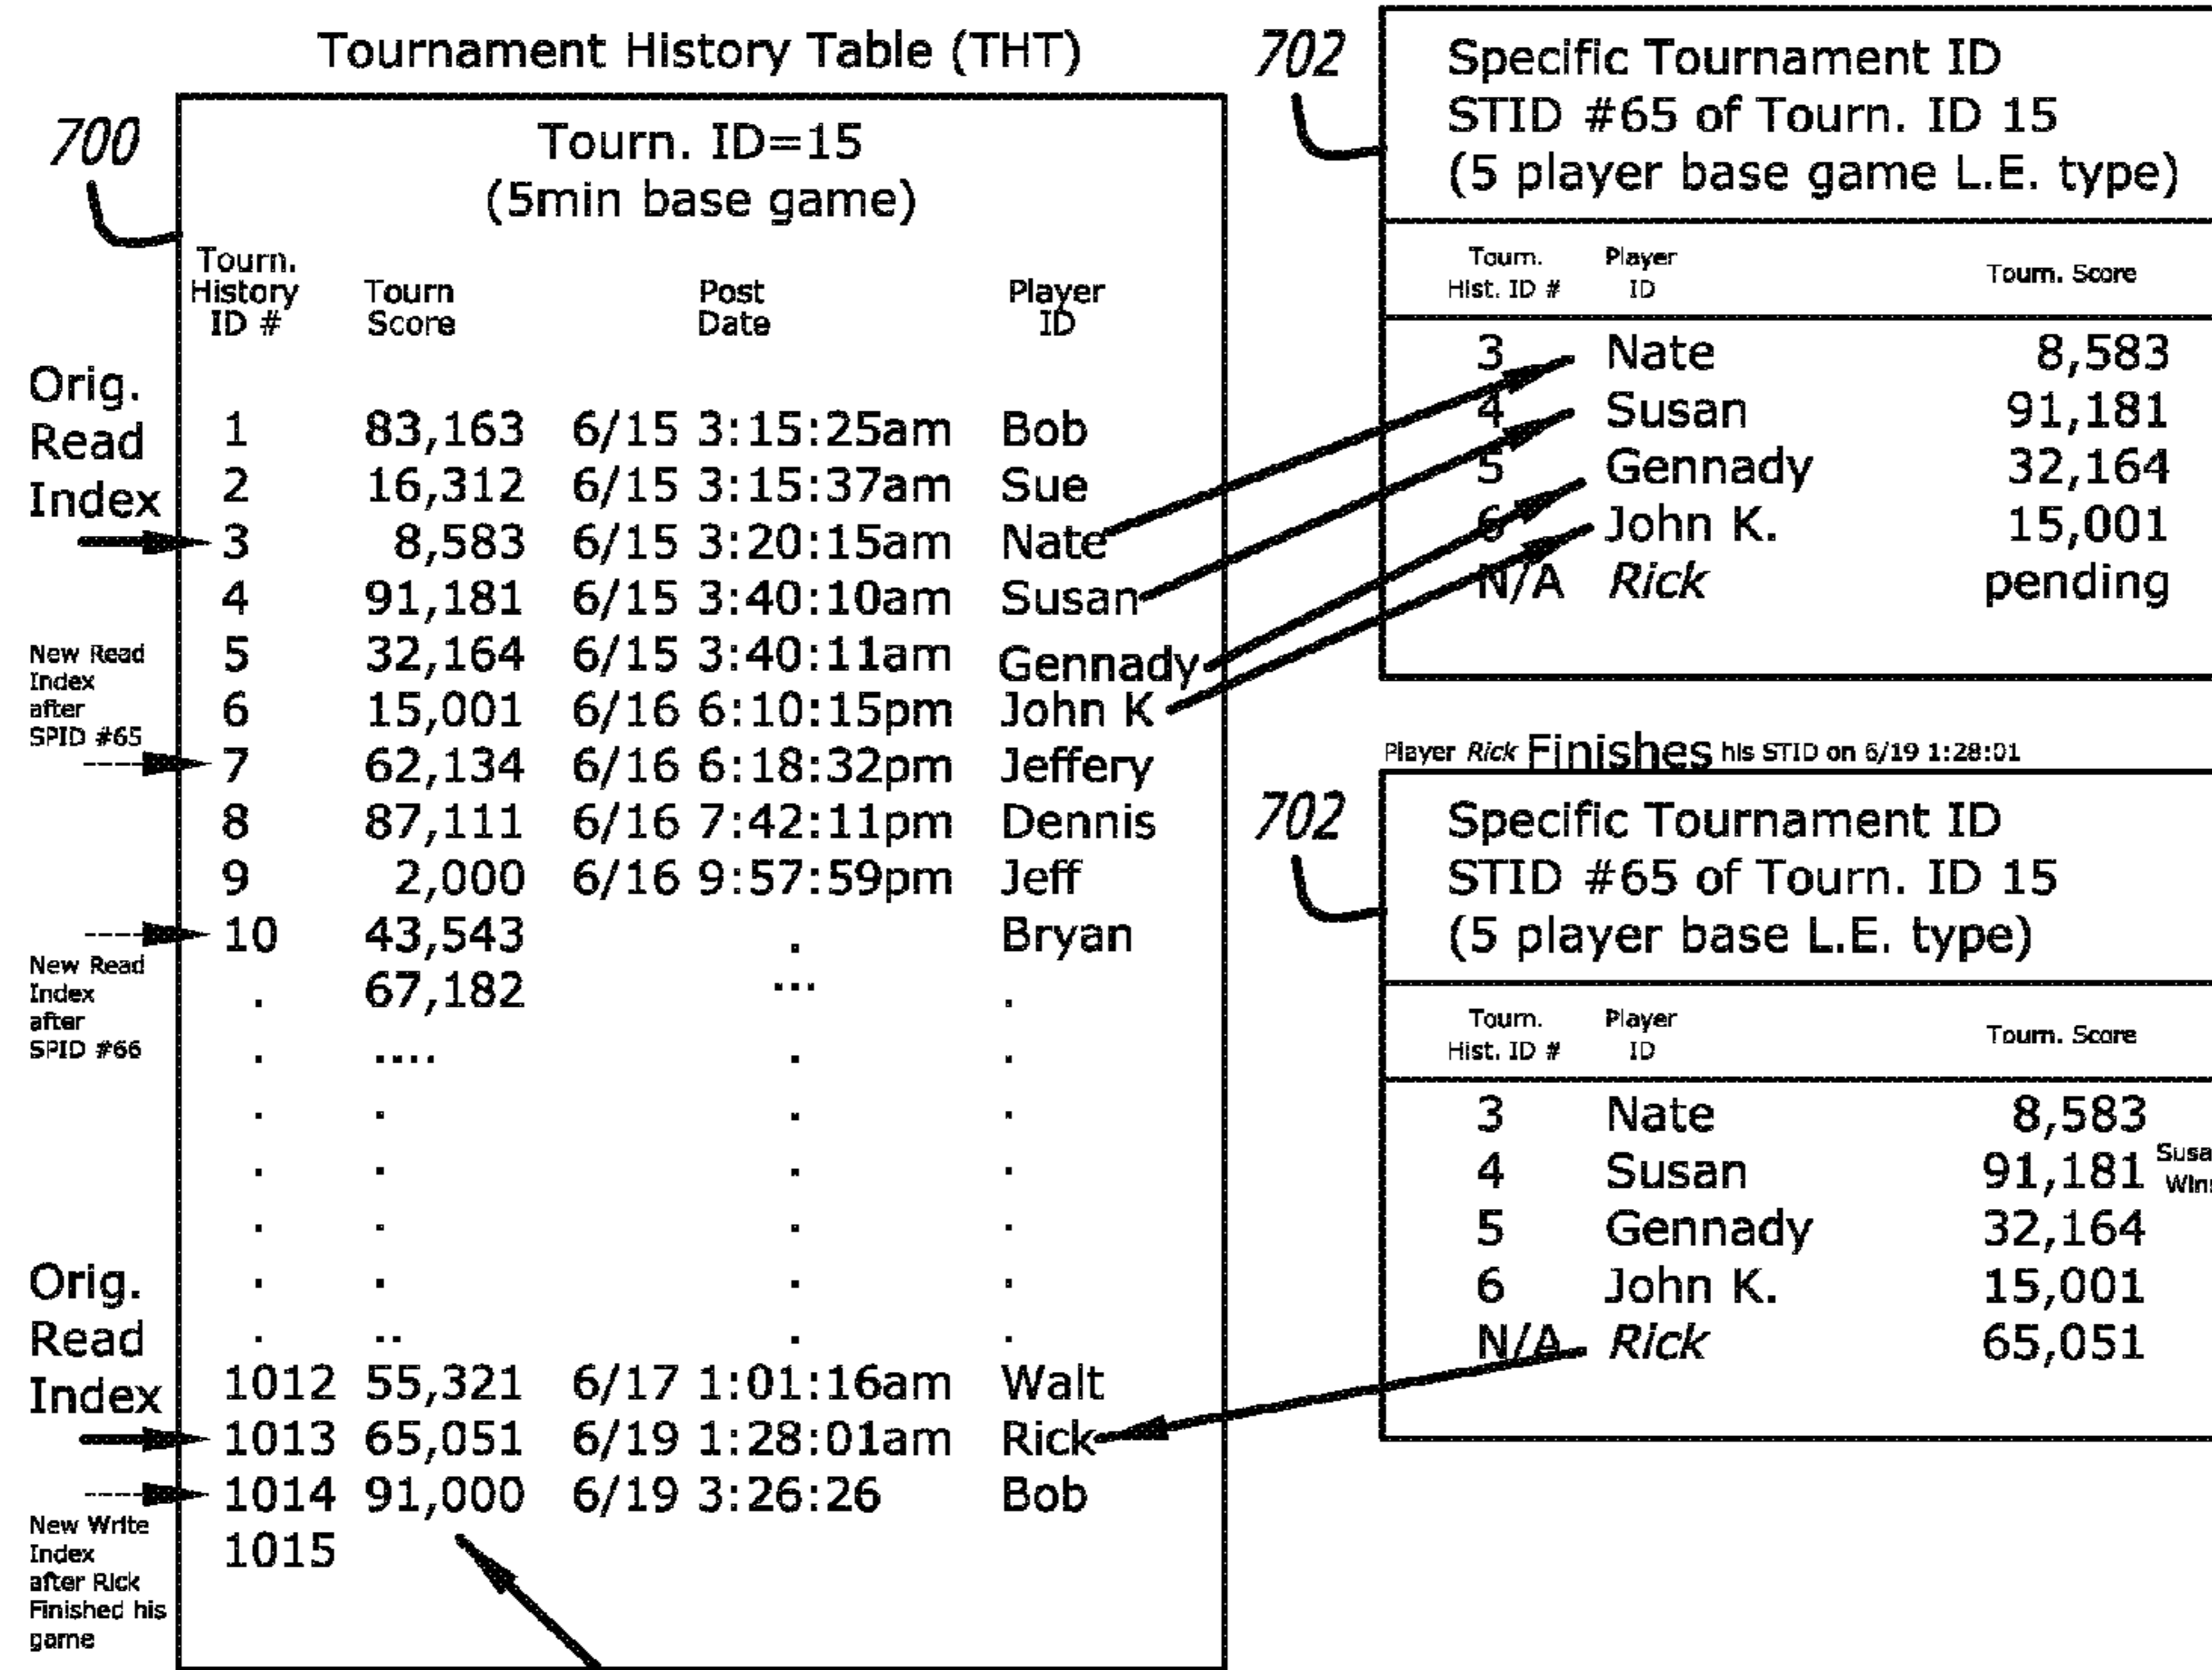 Tournament History Table (THT)
700
Tourn. ID=15
(5min base game)
Tourn.
History
ID #
Tourn
Score
Post
Date
Player
ID
Orig.
Read
Index
1 83,163 6/15 3:15:25am Bob
2 16,312 6/15 3:15:37am Sue
3 8,583 6/15 3:20:15am Nate
4 91,181 6/15 3:40:10am Susan
5 32,164 6/15 3:40:11am Gennady
6 15,001 6/16 6:10:15pm John K
7 62,134 6/16 6:18:32pm Jeffery
8 87,111 6/16 7:42:11pm Dennis
9 2,000 6/16 9:57:59pm Jeff
10 43,543 . Bryan
. 67,182 ... .
. .... . .
. . . .
. . . .
. . . .
. . . .
. .. . .
1012 55,321 6/17 1:01:16am Walt
1013 65,051 6/19 1:28:01am Rick
1014 91,000 6/19 3:26:26 Bob
1015
New Read
Index
after
SPID #65
New Read
Index
after
SPID #66
Orig.
Read
Index
New Write
Index
after Rick
Finished his
game
702
Specific Tournament ID
STID #65 of Tourn. ID 15
(5 player base game L.E. type)
Tourn.
Hist. ID #
Player
ID
Tourn. Score
3 Nate 8,583
4 Susan 91,181
5 Gennady 32,164
6 John K. 15,001
N/A Rick pending
Player Rick Finishes his STID on 6/19 1:28:01
702
Specific Tournament ID
STID #65 of Tourn. ID 15
(5 player base L.E. type)
Tourn.
Hist. ID #
Player
ID
Tourn. Score
3 Nate 8,583
4 Susan 91,181
Susa
Wins
5 Gennady 32,164
6 John K. 15,001
N/A Rick 65,051